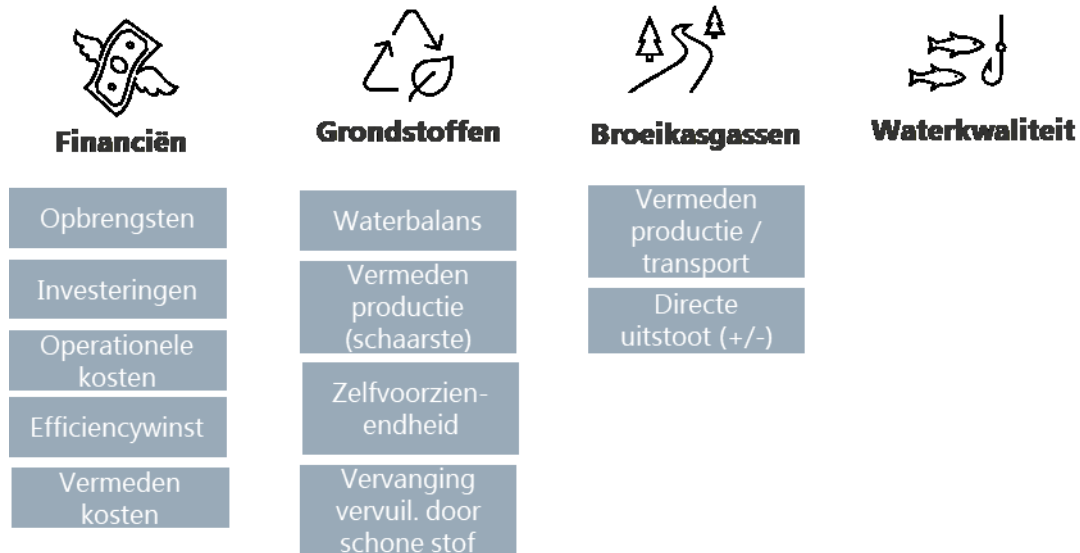 Financiën
Opbrengsten
Investeringen
Operationele
kosten
Efficiencywinst
Vermeden
kosten
Grondstoffen
Waterbalans
Vermeden
productie
(schaarste)
Zelfvoorzien-
endheid
Vervanging
vervuil. door
schone stof
Broeikasgassen
Vermeden
productie /
transport
Directe
uitstoot (+/-)
Waterkwaliteit